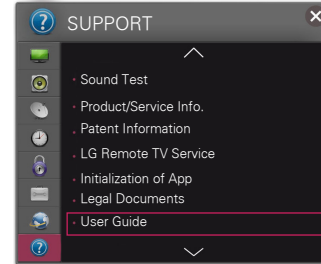 SUPPORT
Sound Test
Product/Service Info.
Patent Information
LG Remote TV Service
Initialization of App
Legal Documents
User Guide